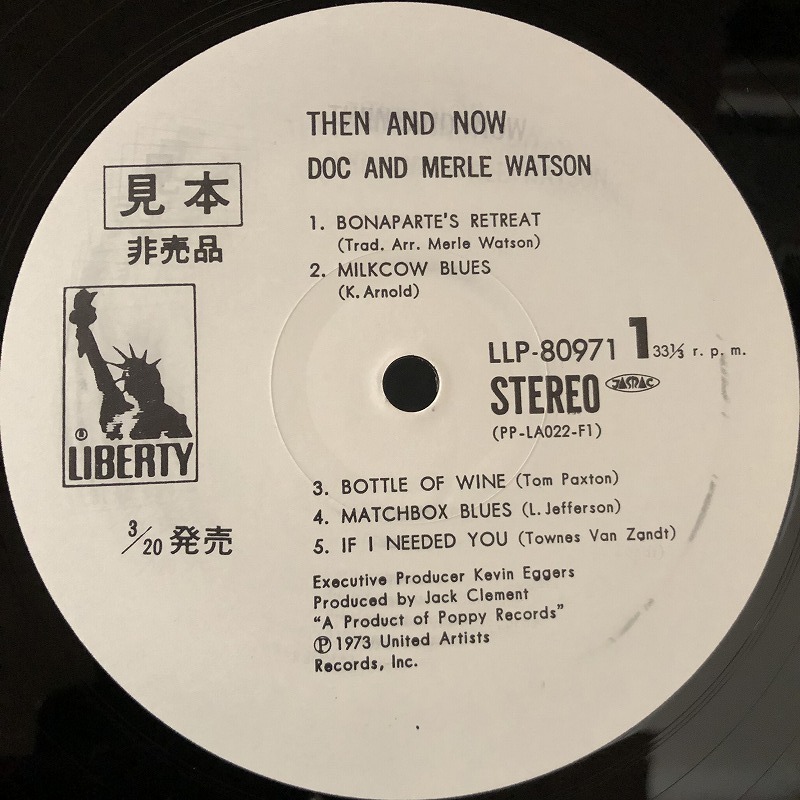 THEN AND NOW
DOC AND MERLE WATSON
見本
非売品
1. BONAPARTE'S RETREAT
(Trad. Arr. Merle Watson)
2. MILKCOW BLUES
(K. Arnold)
LLP-80971 1 33⅓ r. p. m.
STEREO JASRAC
(PP-LA022-F1)
® LIBERTY
3/20 発売
3. BOTTLE OF WINE (Tom Paxton)
4. MATCHBOX BLUES (L. Jefferson)
5. IF I NEEDED YOU (Townes Van Zandt)
Executive Producer Kevin Eggers
Produced by Jack Clement
"A Product of Poppy Records"
Ⓟ 1973 United Artists
Records, Inc.